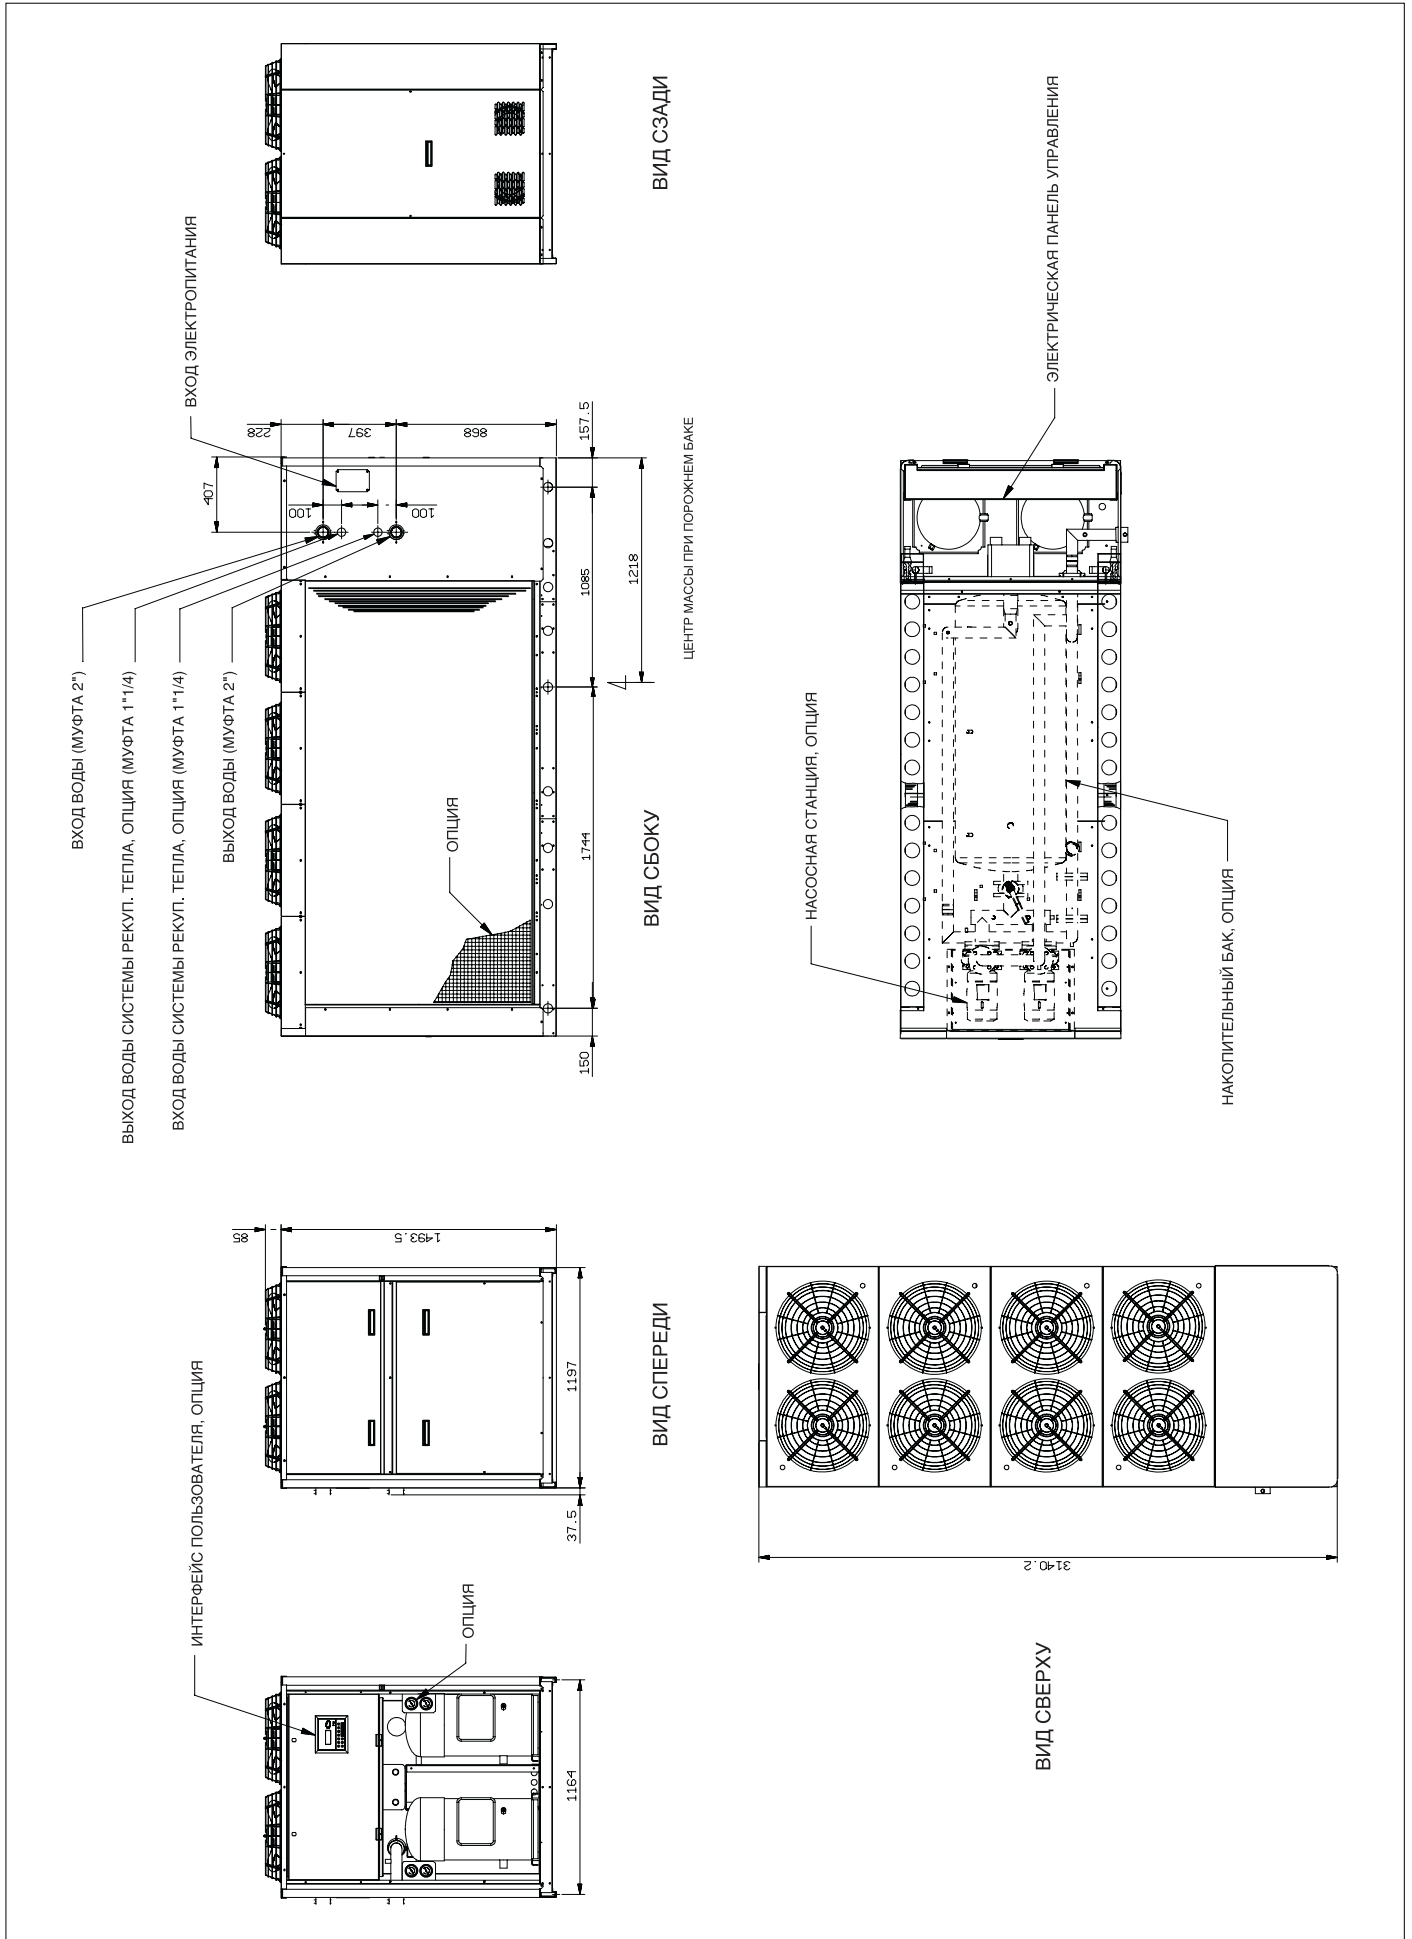 ИНТЕРФЕЙС ПОЛЬЗОВАТЕЛЯ, ОПЦИЯ
ОПЦИЯ
1164
85
1493.5
1197
37.5
ВИД СПЕРЕДИ
ВХОД ВОДЫ (МУФТА 2")
ВЫХОД ВОДЫ СИСТЕМЫ РЕКУП. ТЕПЛА, ОПЦИЯ (МУФТА 1"1/4)
ВХОД ВОДЫ СИСТЕМЫ РЕКУП. ТЕПЛА, ОПЦИЯ (МУФТА 1"1/4)
ВЫХОД ВОДЫ (МУФТА 2")
ВХОД ЭЛЕКТРОПИТАНИЯ
407
228
397
868
100
100
ОПЦИЯ
150
1744
1085
157.5
1218
ЦЕНТР МАССЫ ПРИ ПОРОЖНЕМ БАКЕ
ВИД СБОКУ
ВИД СЗАДИ
3140.2
ВИД СВЕРХУ
НАСОСНАЯ СТАНЦИЯ, ОПЦИЯ
ЭЛЕКТРИЧЕСКАЯ ПАНЕЛЬ УПРАВЛЕНИЯ
НАКОПИТЕЛЬНЫЙ БАК, ОПЦИЯ